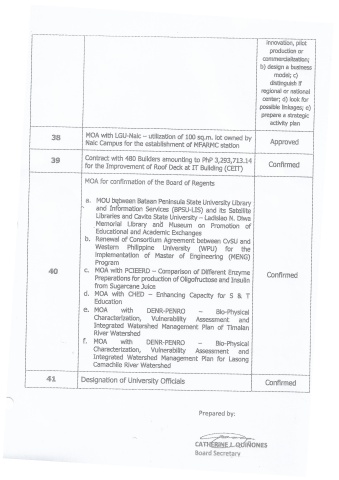 innovation, pilot
production or
commercialization;
b) design a business
model; c)
distinguish if
regional or national
center; d) look for
possible linkages; e)
prepare a strategic
activity plan
38
MOA with LGU-Naic – utilization of 100 sq.m. lot owned by
Naic Campus for the establishment of MFARMC station
Approved
39
Contract with 480 Builders amounting to PhP 3,293,713.14
for the Improvement of Roof Deck at IT Building (CEIT)
Confirmed
40
MOA for confirmation of the Board of Regents
a. MOU between Bataan Peninsula State University Library
and Information Services (BPSU-LIS) and its Satellite
Libraries and Cavite State University – Ladislao N. Diwa
Memorial Library and Museum on Promotion of
Educational and Academic Exchanges
b. Renewal of Consortium Agreement between CvSU and
Western Philippine University (WPU) for the
Implementation of Master of Engineering (MENG)
Program
c. MOA with PCIEERD – Comparison of Different Enzyme
Preparations for production of Oligofructose and Insulin
from Sugarcane Juice
d. MOA with CHED – Enhancing Capacity for S & T
Education
e. MOA with DENR-PENRO – Bio-Physical
Characterization, Vulnerability Assessment and
Integrated Watershed Management Plan of Timalan
River Watershed
f. MOA with DENR-PENRO – Bio-Physical
Characterization, Vulnerability Assessment and
Integrated Watershed Management Plan for Lasong
Camachile River Watershed
Confirmed
41
Designation of University Officials
Confirmed
Prepared by:
CATHERINE L. QUIÑONES
Board Secretary